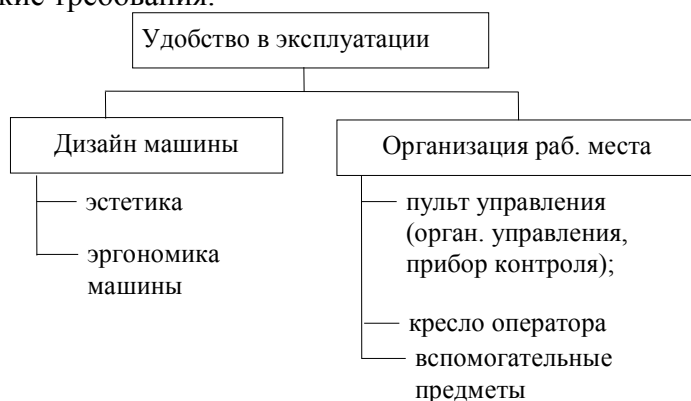 кие требования.
Удобство в эксплуатации
Дизайн машины
эстетика
эргономика
машины
Организация раб. места
пульт управления
(орган. управления,
прибор контроля);
кресло оператора
вспомогательные
предметы